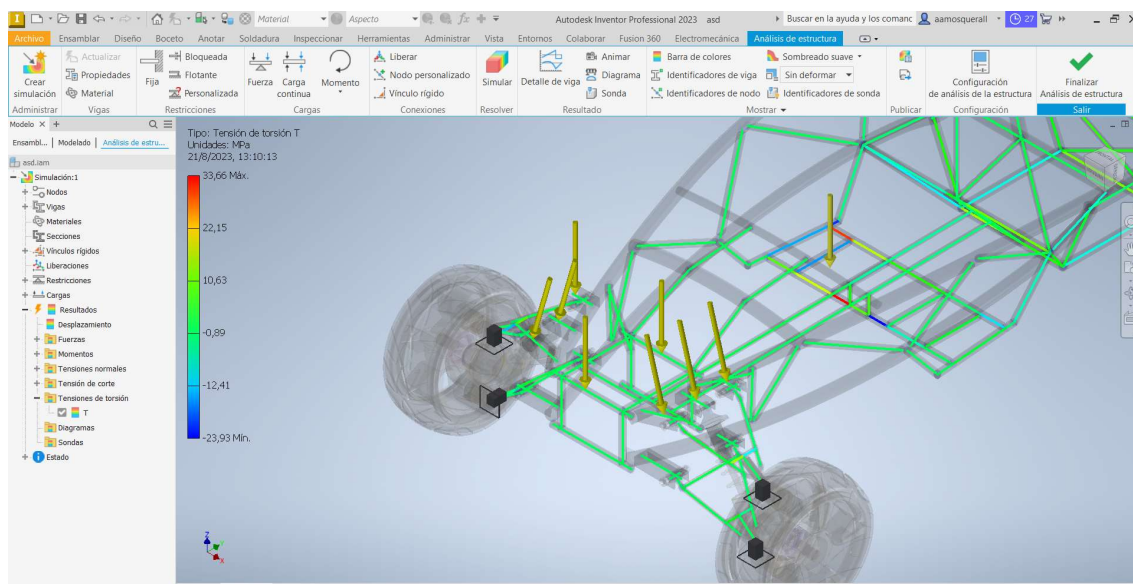 Material Aspecto Autodesk Inventor Professional 2023 asd Buscar en la ayuda y los comanc aamosquerall 27
Archivo Ensamblar Diseño Boceto Anotar Soldadura Inspeccionar Herramientas Administrar Vista Entornos Colaborar Fusion 360 Electromecánica Análisis de estructura
Crear simulación
Actualizar
Propiedades
Material
Fija
Bloqueada
Flotante
Personalizada
Fuerza
Carga continua
Momento
Liberar
Nodo personalizado
Vínculo rígido
Simular
Detalle de viga
Animar
Diagrama
Sonda
Barra de colores
Identificadores de viga
Identificadores de nodo
Sombreado suave
Sin deformar
Identificadores de sonda
Configuración
de análisis de la estructura
Finalizar
Análisis de estructura
Administrar Vigas Restricciones Cargas Conexiones Resolver Resultado Mostrar Publicar Configuración Salir
Modelo
Ensambl... Modelado Análisis de estru...
asd.iam
Simulación:1
Nodos
Vigas
Materiales
Secciones
Vínculos rígidos
Liberaciones
Restricciones
Cargas
Resultados
Desplazamiento
Fuerzas
Momentos
Tensiones normales
Tensión de corte
Tensiones de torsión
T
Diagramas
Sondas
Estado
Tipo: Tensión de torsión T
Unidades: MPa
21/8/2023, 13:10:13
33,66 Máx.
22,15
10,63
-0,89
-12,41
-23,93 Mín.
Z
Y
X